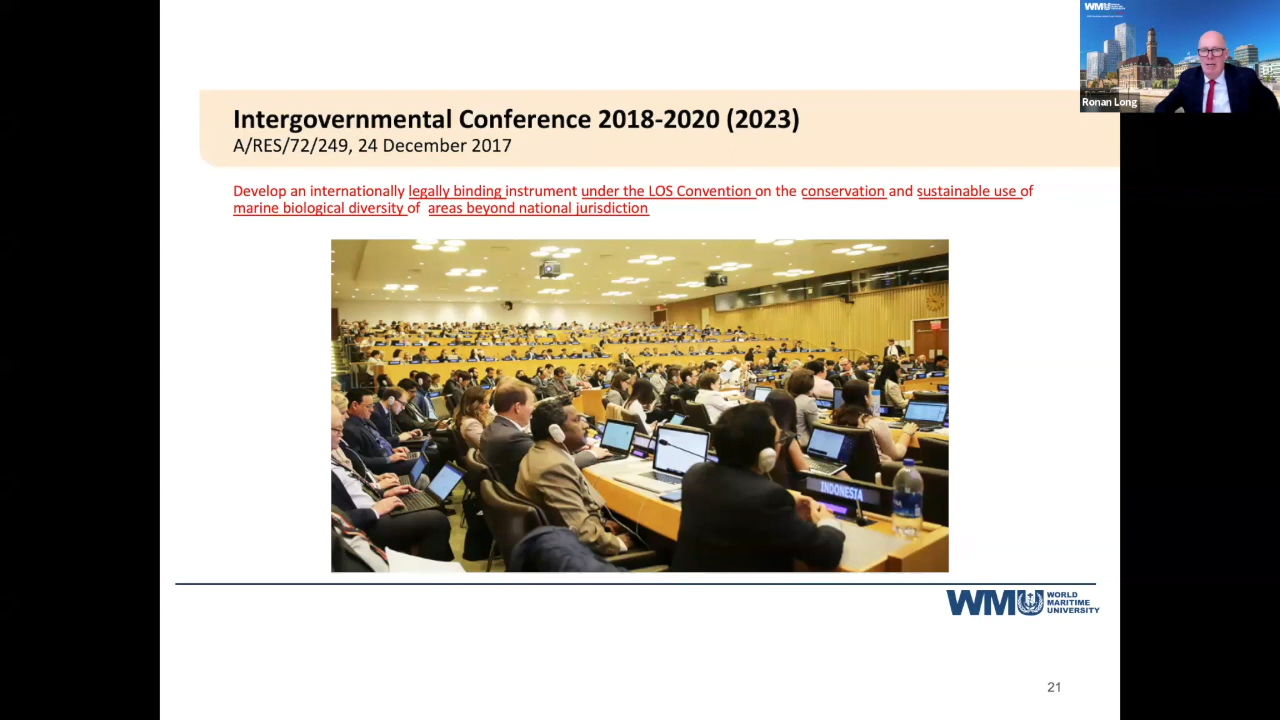 WMU
Ronan Long
Intergovernmental Conference 2018-2020 (2023)
A/RES/72/249, 24 December 2017
Develop an internationally legally binding instrument under the LOS Convention on the conservation and sustainable use of
marine biological diversity of areas beyond national jurisdiction
INDONESIA
WMU WORLD
MARITIME
UNIVERSITY
21